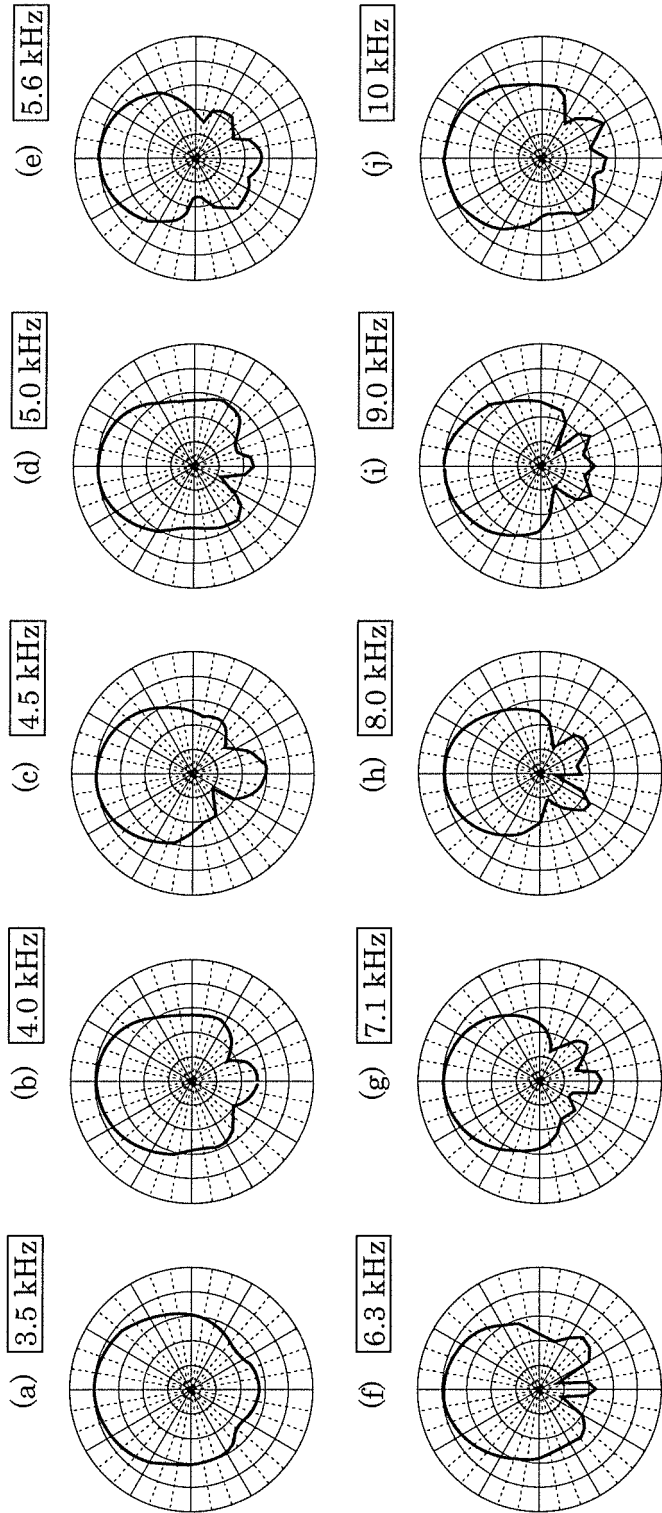 (a) 3.5 kHz
(b) 4.0 kHz
(c) 4.5 kHz
(d) 5.0 kHz
(e) 5.6 kHz
(f) 6.3 kHz
(g) 7.1 kHz
(h) 8.0 kHz
(i) 9.0 kHz
(j) 10 kHz